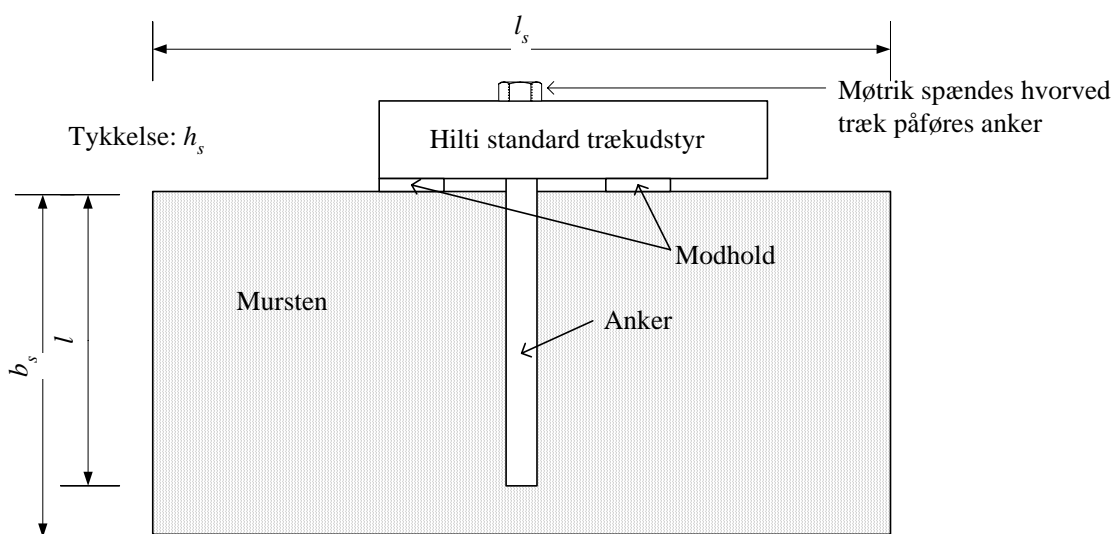 l_s
Møtrik spændes hvorved
træk påføres anker
Tykkelse: h_s
Hilti standard trækudstyr
Modhold
Mursten
Anker
b_s
l